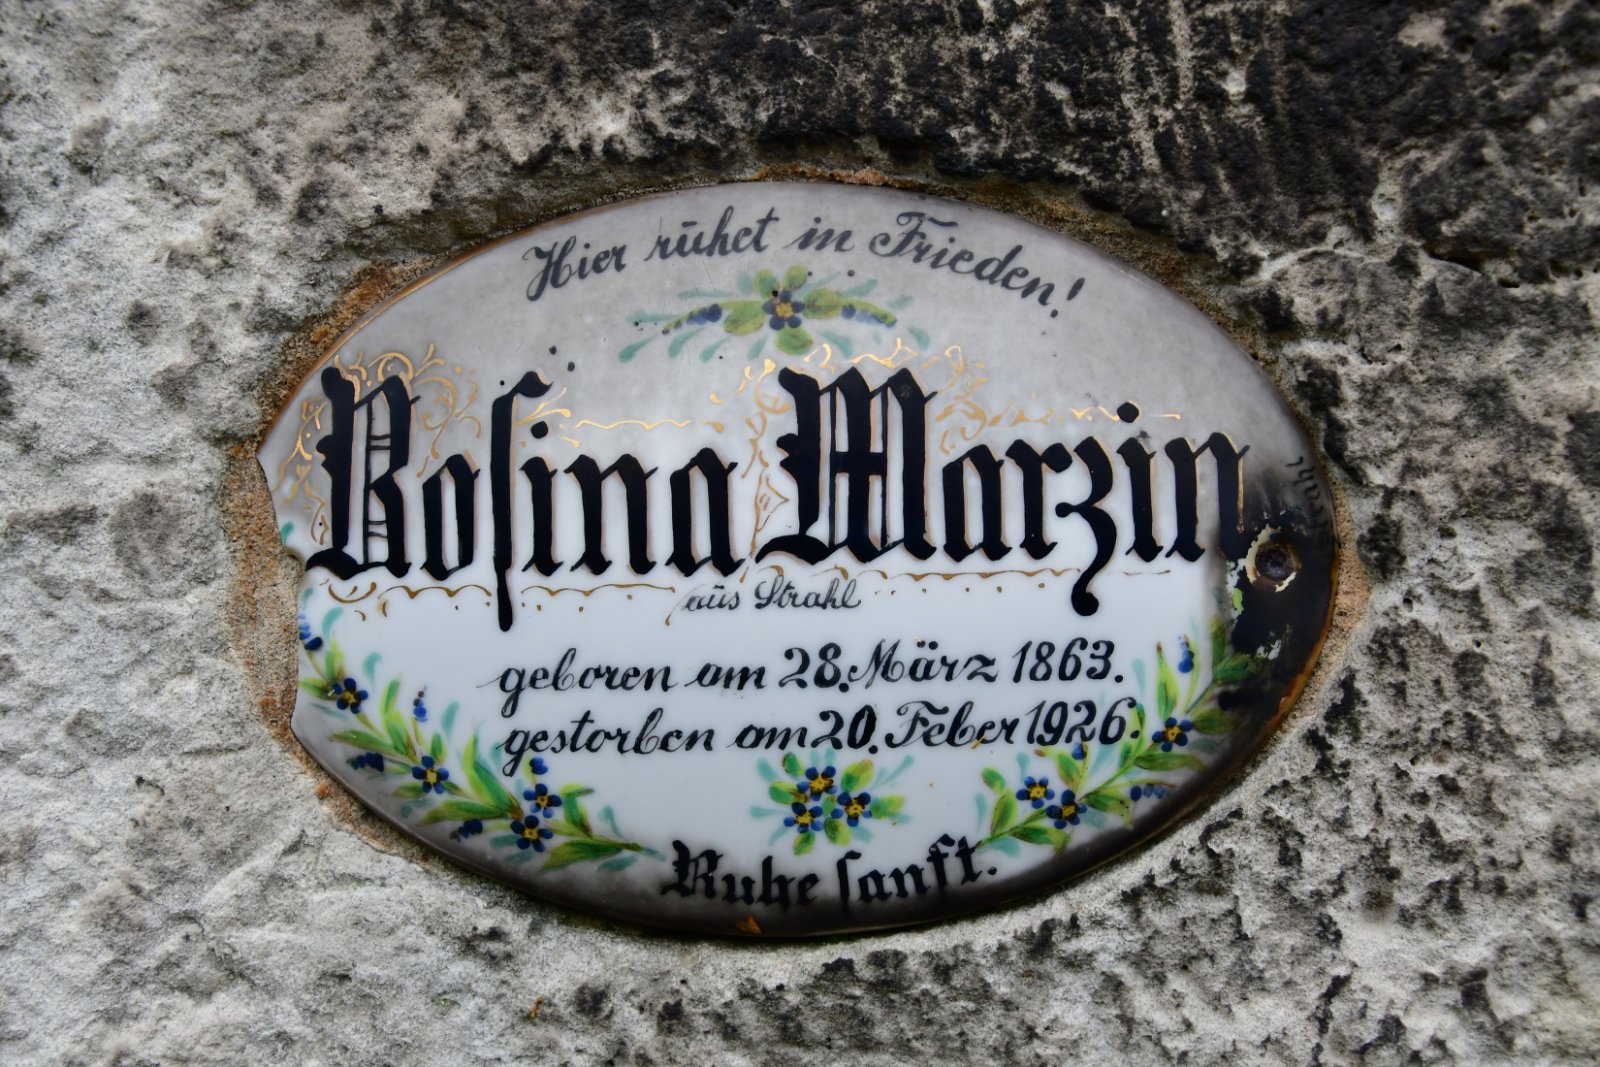 Hier ruhet in Frieden!
Rosina Marzin
aus Strahl
geboren am 28. März 1863.
gestorben am 20. Feber 1926.
Ruhe sanft.